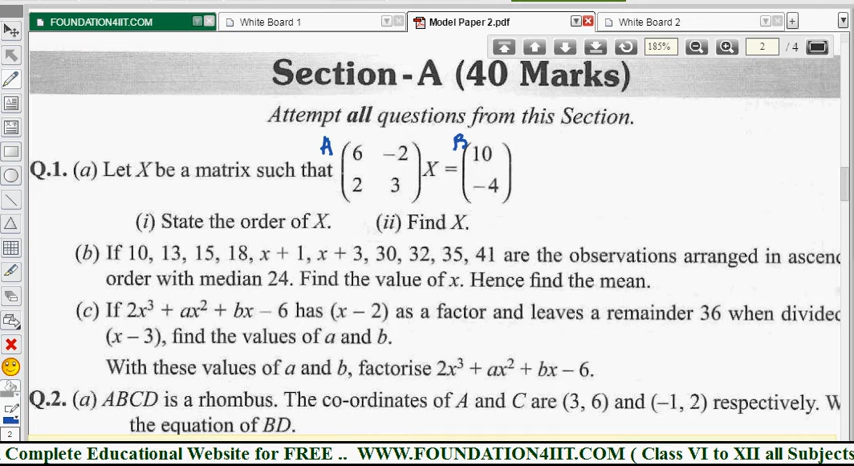 FOUNDATION4IIT.COM White Board 1 Model Paper 2.pdf White Board 2
185% 2 / 4
Section-A (40 Marks)
Attempt all questions from this Section.
A B
Q.1. (a) Let X be a matrix such that (6 -2 2 3) X = (10 -4)
(i) State the order of X. (ii) Find X.
(b) If 10, 13, 15, 18, x + 1, x + 3, 30, 32, 35, 41 are the observations arranged in ascend
order with median 24. Find the value of x. Hence find the mean.
(c) If 2x³ + ax² + bx – 6 has (x – 2) as a factor and leaves a remainder 36 when divided
(x – 3), find the values of a and b.
With these values of a and b, factorise 2x³ + ax² + bx – 6.
Q.2. (a) ABCD is a rhombus. The co-ordinates of A and C are (3, 6) and (–1, 2) respectively. W
the equation of BD.
2
Complete Educational Website for FREE .. WWW.FOUNDATION4IIT.COM ( Class VI to XII all Subjects